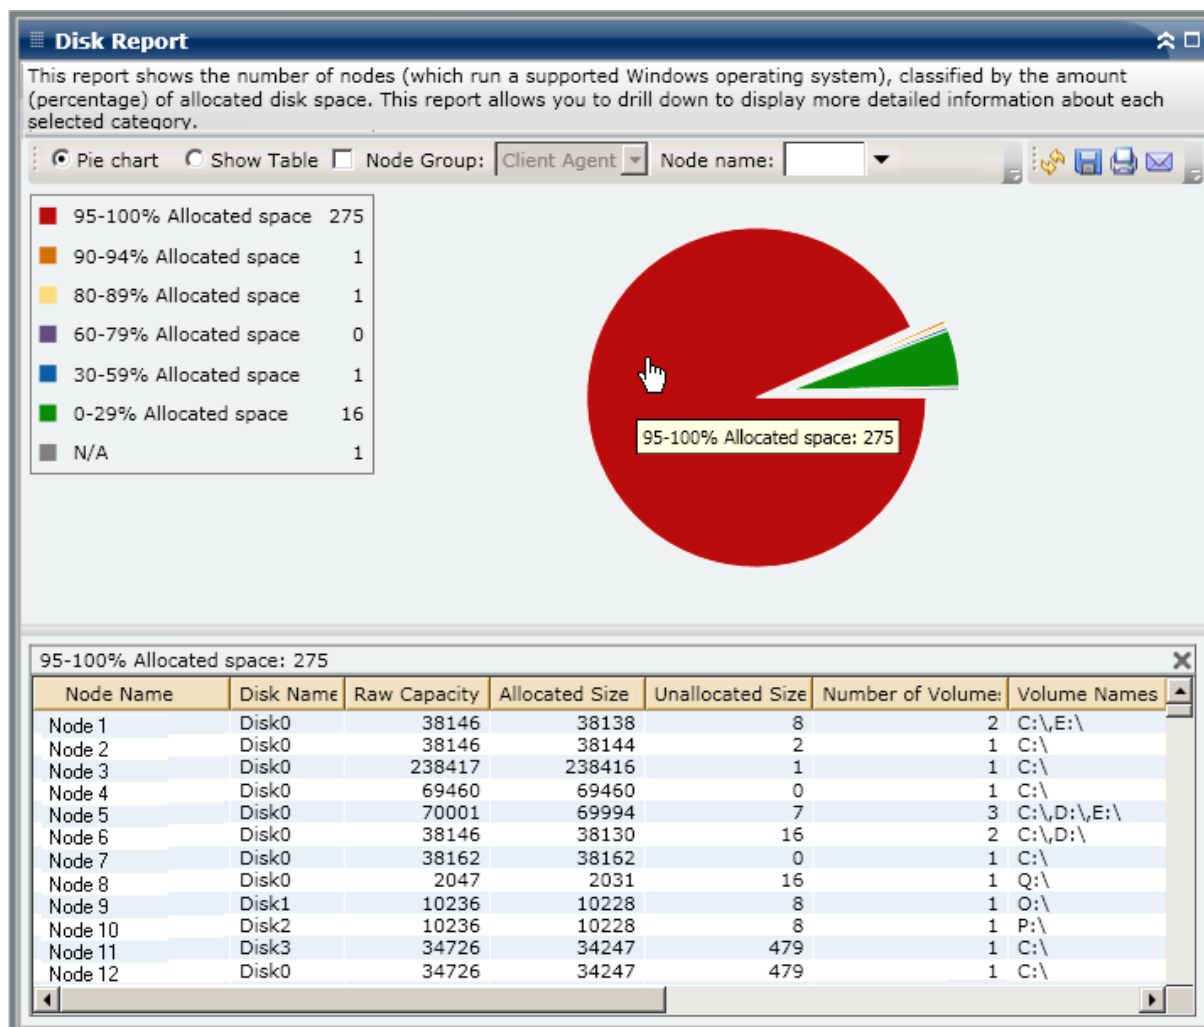 Disk Report
This report shows the number of nodes (which run a supported Windows operating system), classified by the amount
(percentage) of allocated disk space. This report allows you to drill down to display more detailed information about each
selected category.
Pie chart Show Table Node Group: Client Agent Node name:
95-100% Allocated space 275
90-94% Allocated space 1
80-89% Allocated space 1
60-79% Allocated space 0
30-59% Allocated space 1
0-29% Allocated space 16
N/A 1
95-100% Allocated space: 275
95-100% Allocated space: 275
Node Name Disk Name Raw Capacity Allocated Size Unallocated Size Number of Volumes Volume Names
Node 1 Disk0 38146 38138 8 2 C:\,E:\
Node 2 Disk0 38146 38144 2 1 C:\
Node 3 Disk0 238417 238416 1 1 C:\
Node 4 Disk0 69460 69460 0 1 C:\
Node 5 Disk0 70001 69994 7 3 C:\,D:\,E:\
Node 6 Disk0 38146 38130 16 2 C:\,D:\
Node 7 Disk0 38162 38162 0 1 C:\
Node 8 Disk0 2047 2031 16 1 Q:\
Node 9 Disk1 10236 10228 8 1 O:\
Node 10 Disk2 10236 10228 8 1 P:\
Node 11 Disk3 34726 34247 479 1 C:\
Node 12 Disk0 34726 34247 479 1 C:\